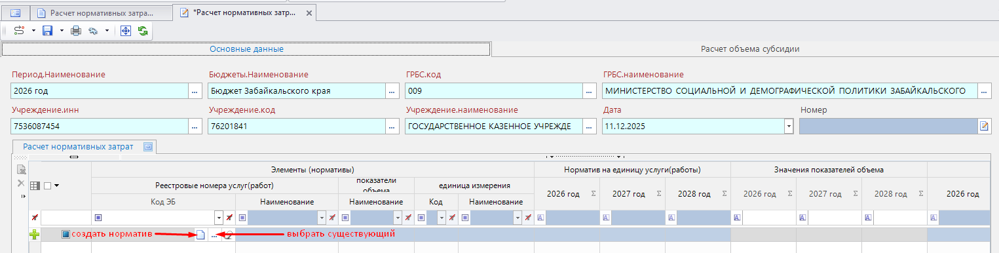 Расчет нормативных затра...
*Расчет нормативных затр...
Основные данные
Расчет объема субсидии
Период.Наименование
Бюджеты.Наименование
ГРБС.код
ГРБС.наименование
2026 год
Бюджет Забайкальского края
009
МИНИСТЕРСТВО СОЦИАЛЬНОЙ И ДЕМОГРАФИЧЕСКОЙ ПОЛИТИКИ ЗАБАЙКАЛЬСКОГО
Учреждение.инн
Учреждение.код
Учреждение.наименование
Дата
Номер
7536087454
76201841
ГОСУДАРСТВЕННОЕ КАЗЕННОЕ УЧРЕЖДЕ
11.12.2025
Расчет нормативных затрат
Элементы (нормативы)
Норматив на единицу услуги(работы)
Значения показателей объема
Реестровые номера услуг(работ)
показатели
объема
единица измерения
2026 год
2027 год
2028 год
2026 год
2027 год
2028 год
2026 год
Код ЭБ
Наименование
Наименование
Код
Наименование
создать норматив
выбрать существующий